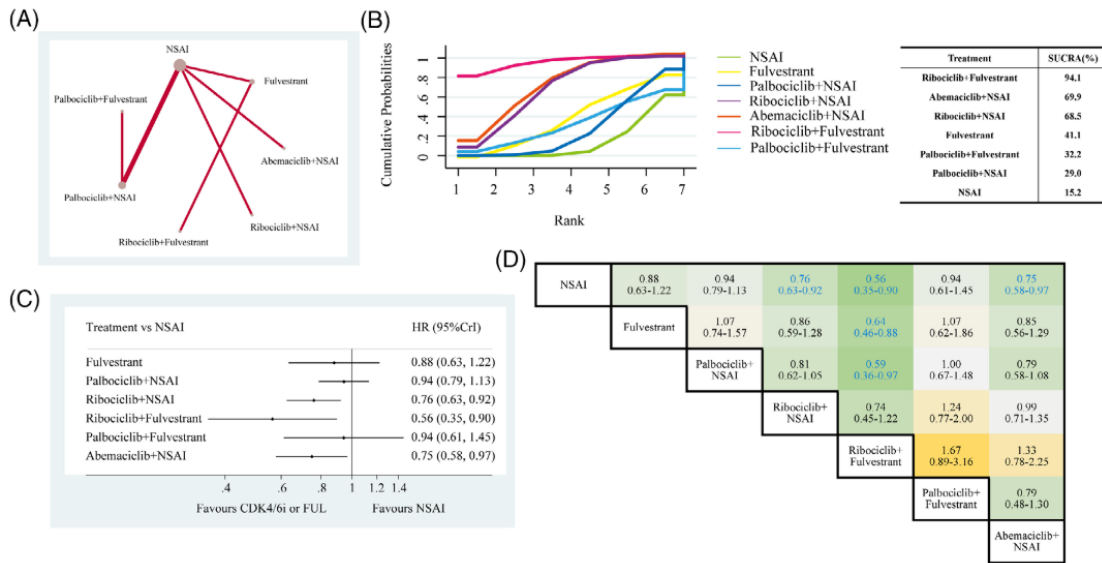 (A)
NSAI
Fulvestrant
Palbociclib+Fulvestrant
Abemaciclib+NSAI
Palbociclib+NSAI
Ribociclib+NSAI
Ribociclib+Fulvestrant
(B)
Cumulative Probabilities
1
.8
.6
.4
.2
0
1 2 3 4 5 6 7
Rank
NSAI
Fulvestrant
Palbociclib+NSAI
Ribociclib+NSAI
Abemaciclib+NSAI
Ribociclib+Fulvestrant
Palbociclib+Fulvestrant
Treatment SUCRA(%)
Ribociclib+Fulvestrant 94.1
Abemaciclib+NSAI 69.9
Ribociclib+NSAI 68.5
Fulvestrant 41.1
Palbociclib+Fulvestrant 32.2
Palbociclib+NSAI 29.0
NSAI 15.2
(C)
Treatment vs NSAI HR (95%CrI)
Fulvestrant 0.88 (0.63, 1.22)
Palbociclib+NSAI 0.94 (0.79, 1.13)
Ribociclib+NSAI 0.76 (0.63, 0.92)
Ribociclib+Fulvestrant 0.56 (0.35, 0.90)
Palbociclib+Fulvestrant 0.94 (0.61, 1.45)
Abemaciclib+NSAI 0.75 (0.58, 0.97)
.4 .6 .8 1 1.2 1.4
Favours CDK4/6i or FUL Favours NSAI
(D)
NSAI
0.88 0.94 0.76 0.56 0.94 0.75
0.63-1.22 0.79-1.13 0.63-0.92 0.35-0.90 0.61-1.45 0.58-0.97
Fulvestrant
1.07 0.86 0.64 1.07 0.85
0.74-1.57 0.59-1.28 0.46-0.88 0.62-1.86 0.56-1.29
Palbociclib+
NSAI
0.81 0.59 1.00 0.79
0.62-1.05 0.36-0.97 0.67-1.48 0.58-1.08
Ribociclib+
NSAI
0.74 1.24 0.99
0.45-1.22 0.77-2.00 0.71-1.35
Ribociclib+
Fulvestrant
1.67 1.33
0.89-3.16 0.78-2.25
Palbociclib+
Fulvestrant
0.79
0.48-1.30
Abemaciclib+
NSAI